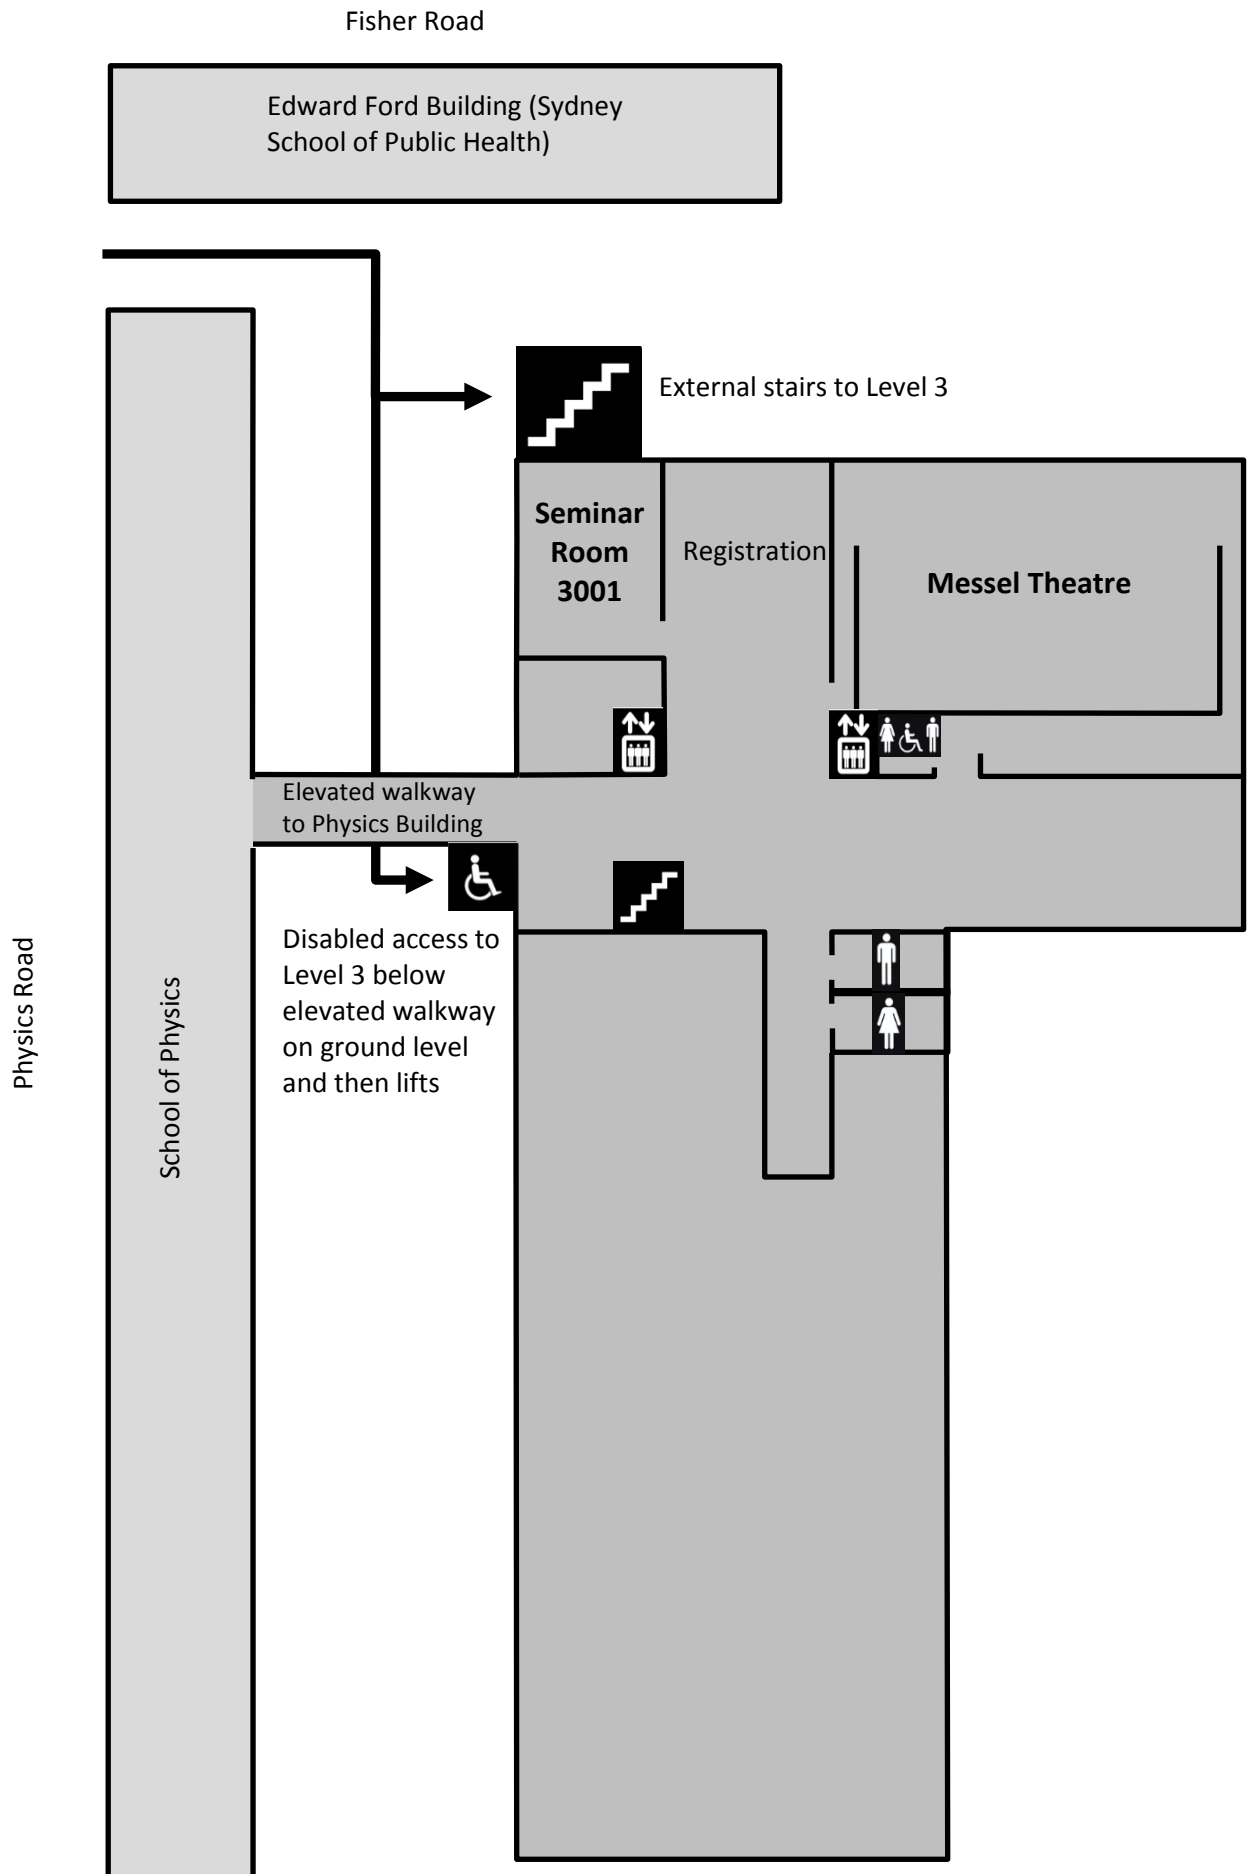 Fisher Road
Edward Ford Building (Sydney
School of Public Health)
External stairs to Level 3
Seminar
Room
3001
Registration
Messel Theatre
Elevated walkway
to Physics Building
Disabled access to
Level 3 below
elevated walkway
on ground level
and then lifts
Physics Road
School of Physics